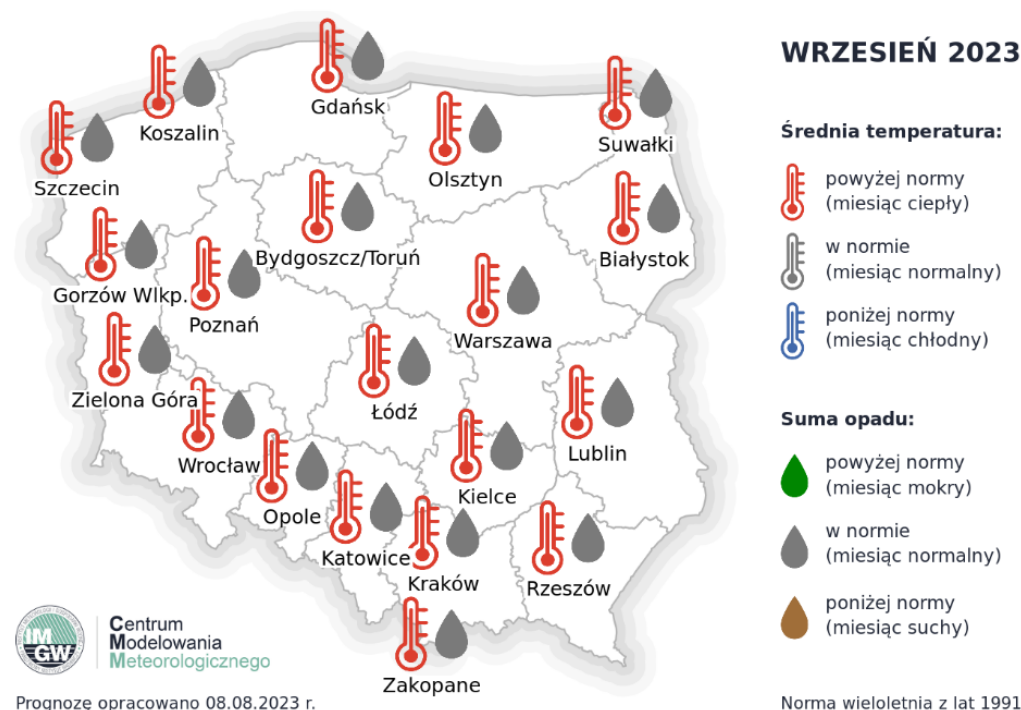 WRZESIEŃ 2023
Średnia temperatura:
powyżej normy
(miesiąc ciepły)
w normie
(miesiąc normalny)
poniżej normy
(miesiąc chłodny)
Suma opadu:
powyżej normy
(miesiąc mokry)
w normie
(miesiąc normalny)
poniżej normy
(miesiąc suchy)
Gdańsk
Koszalin
Suwałki
Olsztyn
Szczecin
Bydgoszcz/Toruń
Białystok
Gorzów Wlkp.
Poznań
Warszawa
Zielona Góra
Łódź
Lublin
Wrocław
Kielce
Opole
Katowice
Kraków
Rzeszów
Zakopane
IM
GW
Centrum
Modelowania
Meteorologicznego
Prognozę opracowano 08.08.2023 r.
Norma wieloletnia z lat 1991